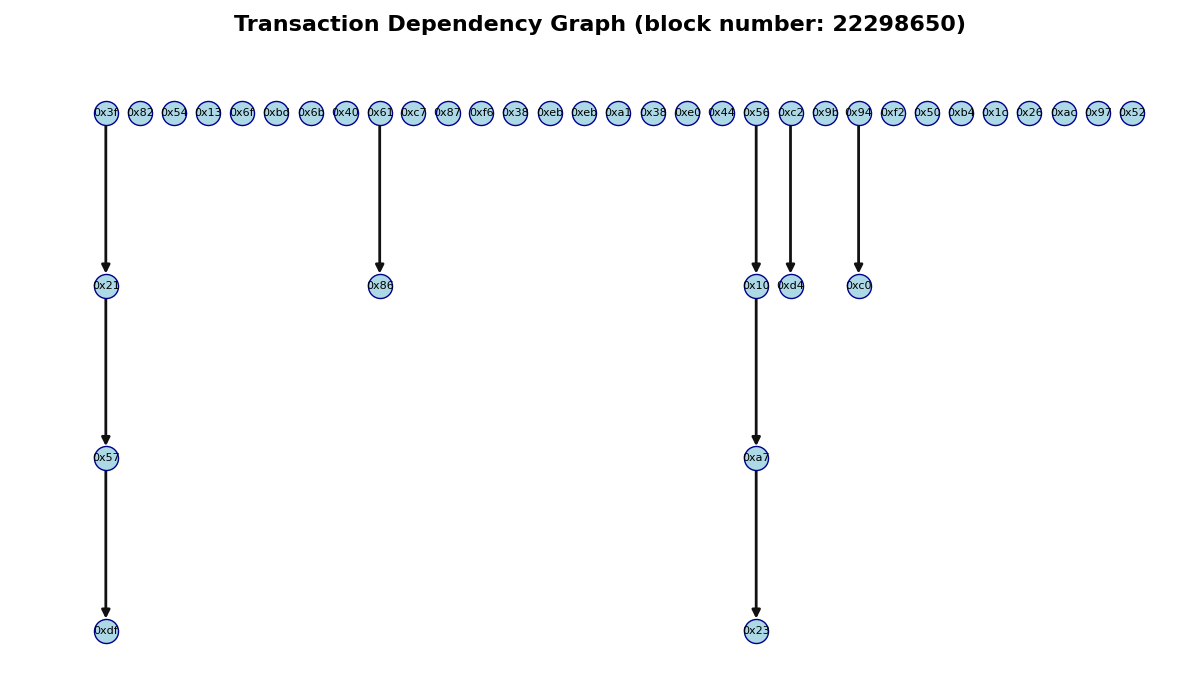 Transaction Dependency Graph (block number: 22298650)
0x3f 0x82 0x54 0x13 0x6f 0xbd 0x6b 0x40 0x61 0xc7 0x87 0xf6 0x38 0xeb 0xeb 0xa1 0x38 0xe0 0x44 0x56 0xc2 0x9b 0x94 0xf2 0x50 0xb4 0x1c 0x26 0xac 0x97 0x52
0x21 0x86 0x10 0xd4 0xc0
0x57 0xa7
0xdf 0x23